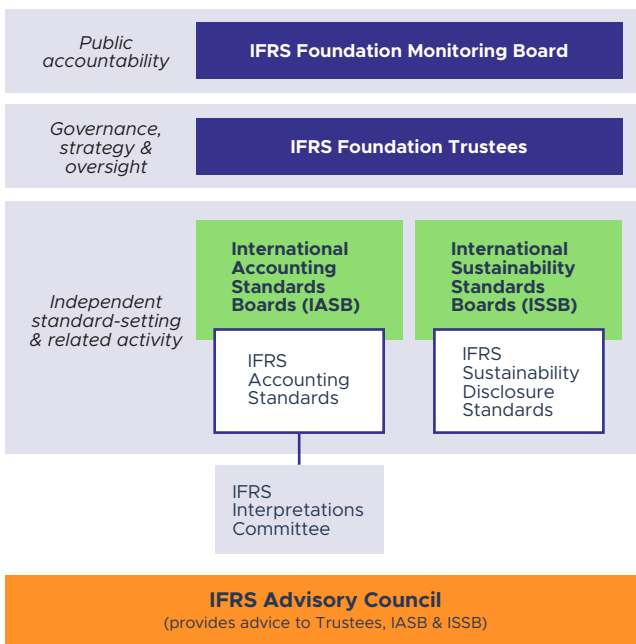 Public
accountability
IFRS Foundation Monitoring Board
Governance,
strategy &
oversight
IFRS Foundation Trustees
Independent
standard-setting
& related activity
International
Accounting
Standards
Boards (IASB)
IFRS
Accounting
Standards
International
Sustainability
Standards
Boards (ISSB)
IFRS
Sustainability
Disclosure
Standards
IFRS
Interpretations
Committee
IFRS Advisory Council
(provides advice to Trustees, IASB & ISSB)